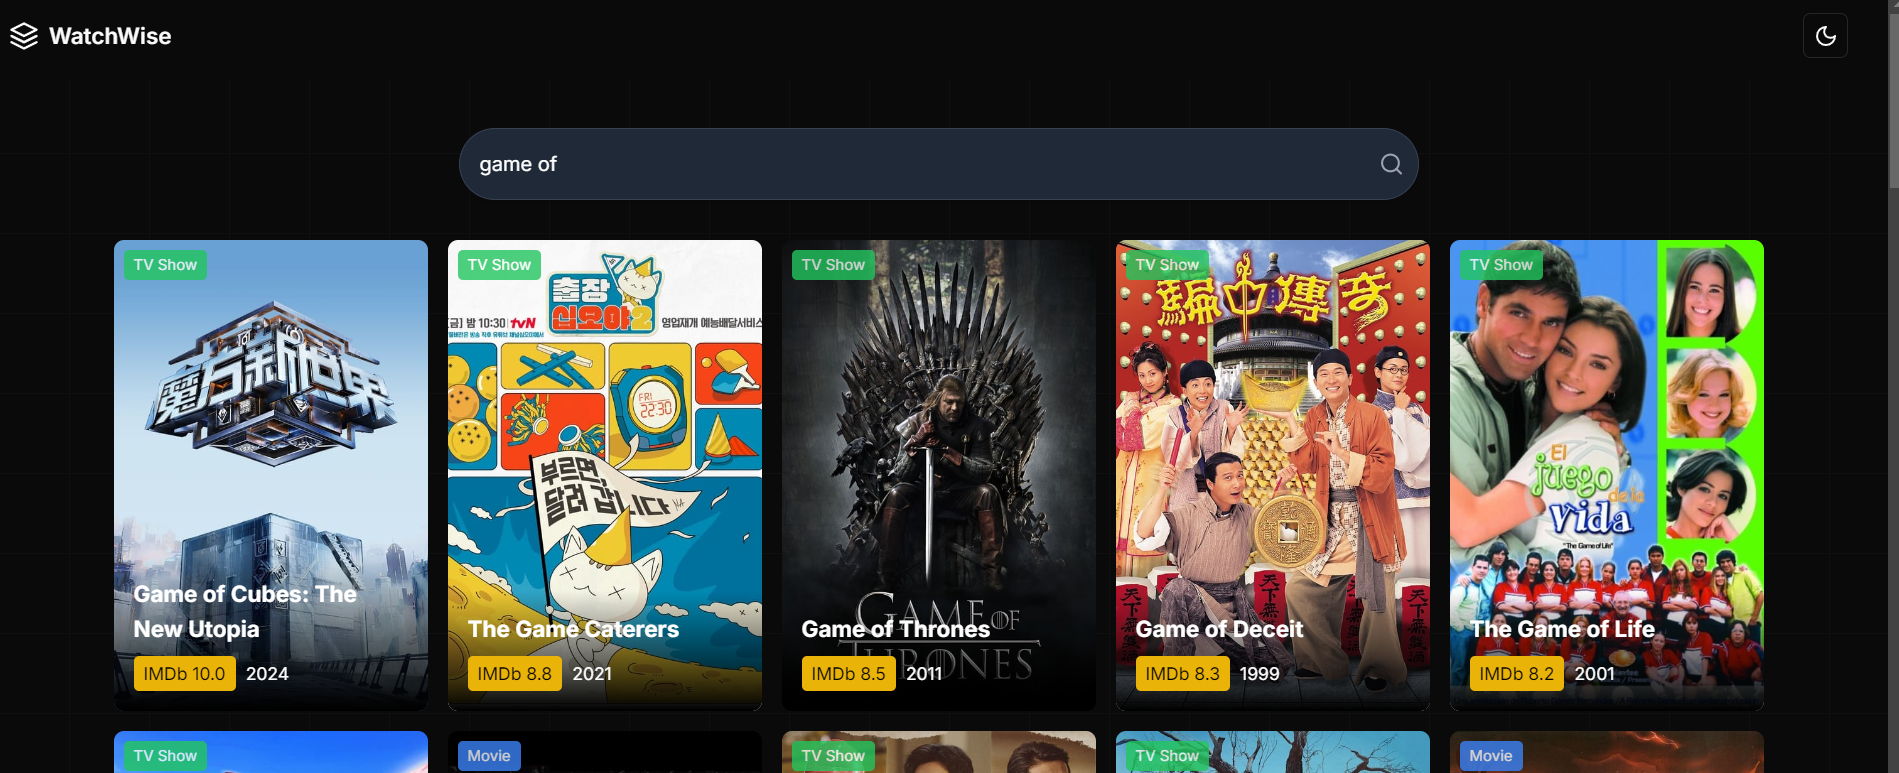 WatchWise
game of
TV Show
魔方新世界
Game of Cubes: The
New Utopia
IMDb 10.0 2024
TV Show
출장
십오야2
금] 밤 10:30 tvN
영업재개 예능배달서비스
FRI
22:30
부르면,
달려 갑니다
The Game Caterers
IMDb 8.8 2021
TV Show
GAME OF
THRONES
Game of Thrones
IMDb 8.5 2011
TV Show
騙中傳奇
天下無
天下無
Game of Deceit
IMDb 8.3 1999
TV Show
El
juego
de la
vida
"The Game of Life"
The Game of Life
IMDb 8.2 2001
TV Show
Movie
TV Show
TV Show
Movie